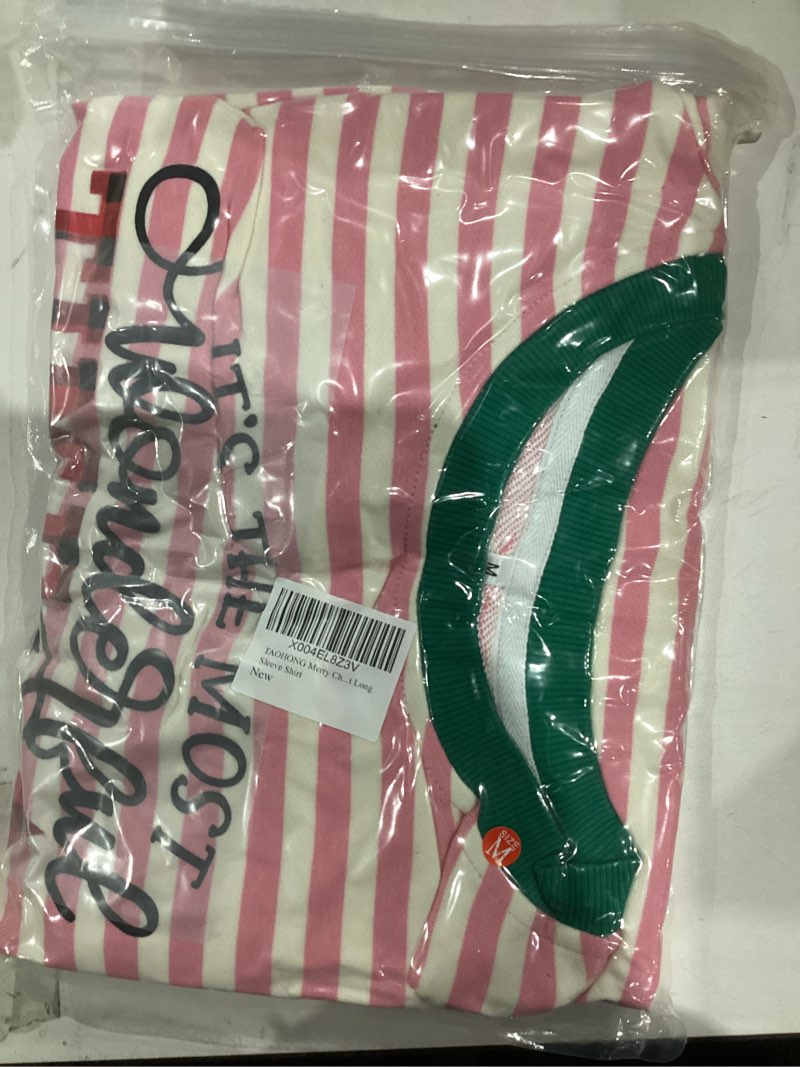 IT'S THE MOST
Wonderful
X004EL8Z3V
TAOHONG Merry Ch...t Long
Sleeve Shirt
New
M
SIZE
M